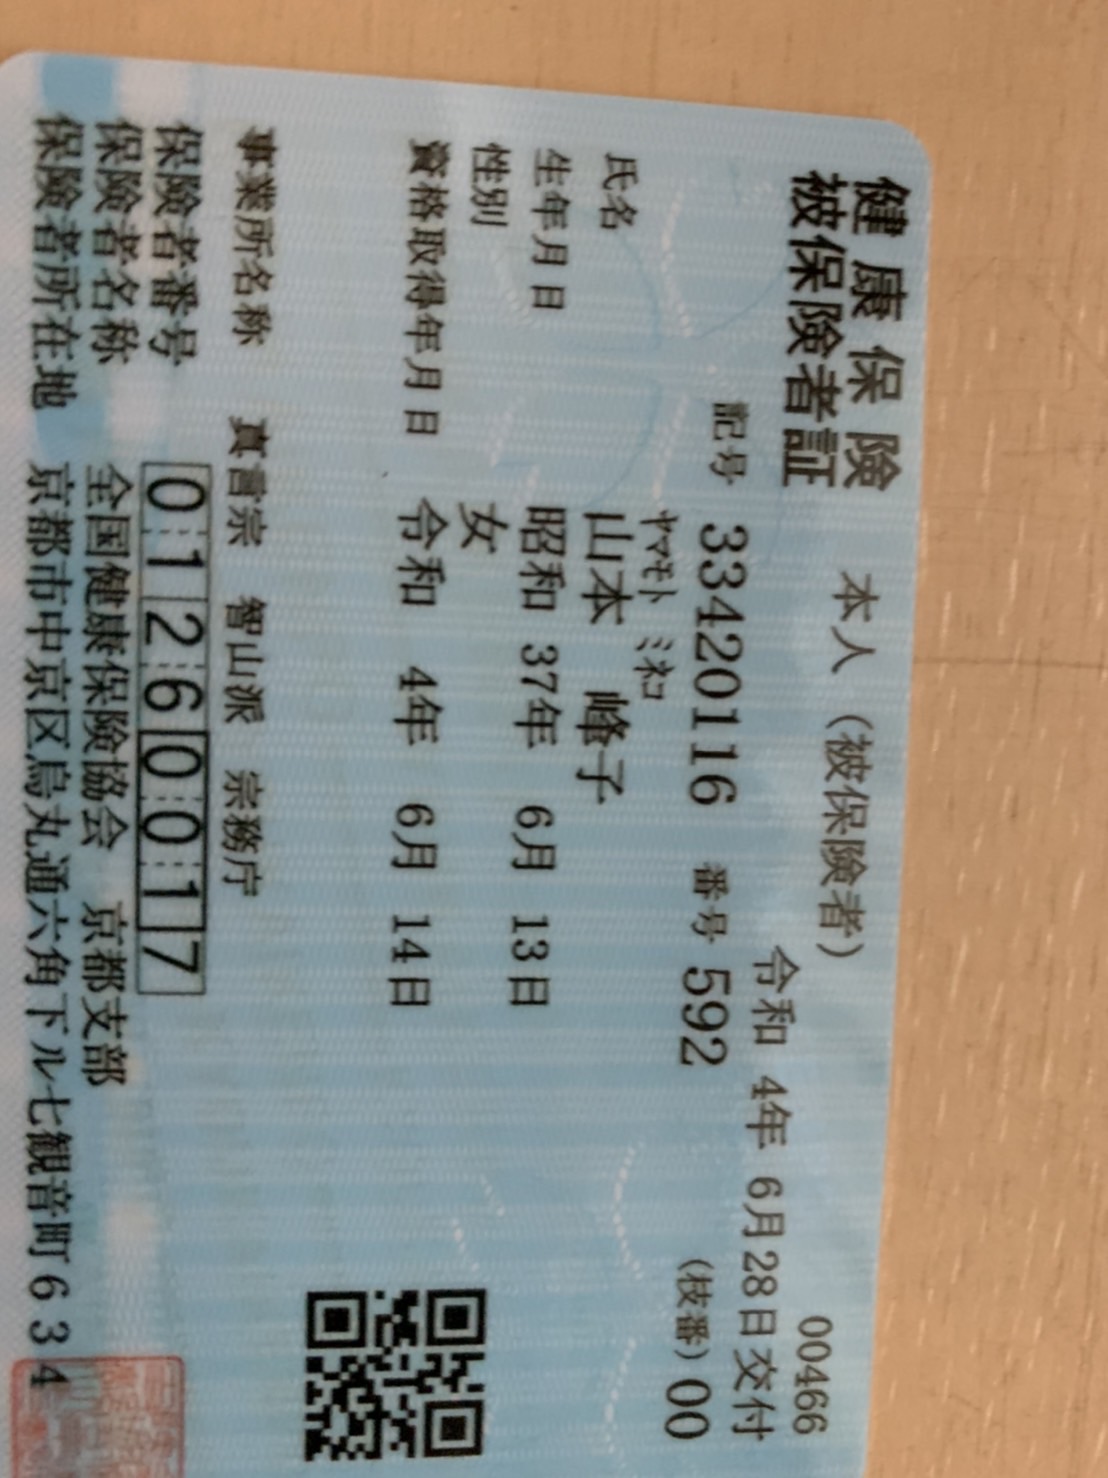 健康保険 本人（被保険者） 00466
被保険者証 令和 4年 6月28日交付
記号 33420116 番号 592 (枝番) 00
ﾔﾏﾓﾄ ﾐﾈｺ
氏名 山本 峰子
生年月日 昭和 37年 6月 13日
性別 女
資格取得年月日 令和 4年 6月 14日
事業所名称 真言宗 智山派 宗務庁
保険者番号 01260017
保険者名称 全国健康保険協会 京都支部
保険者所在地 京都市中京区烏丸通六角下ル七観音町634